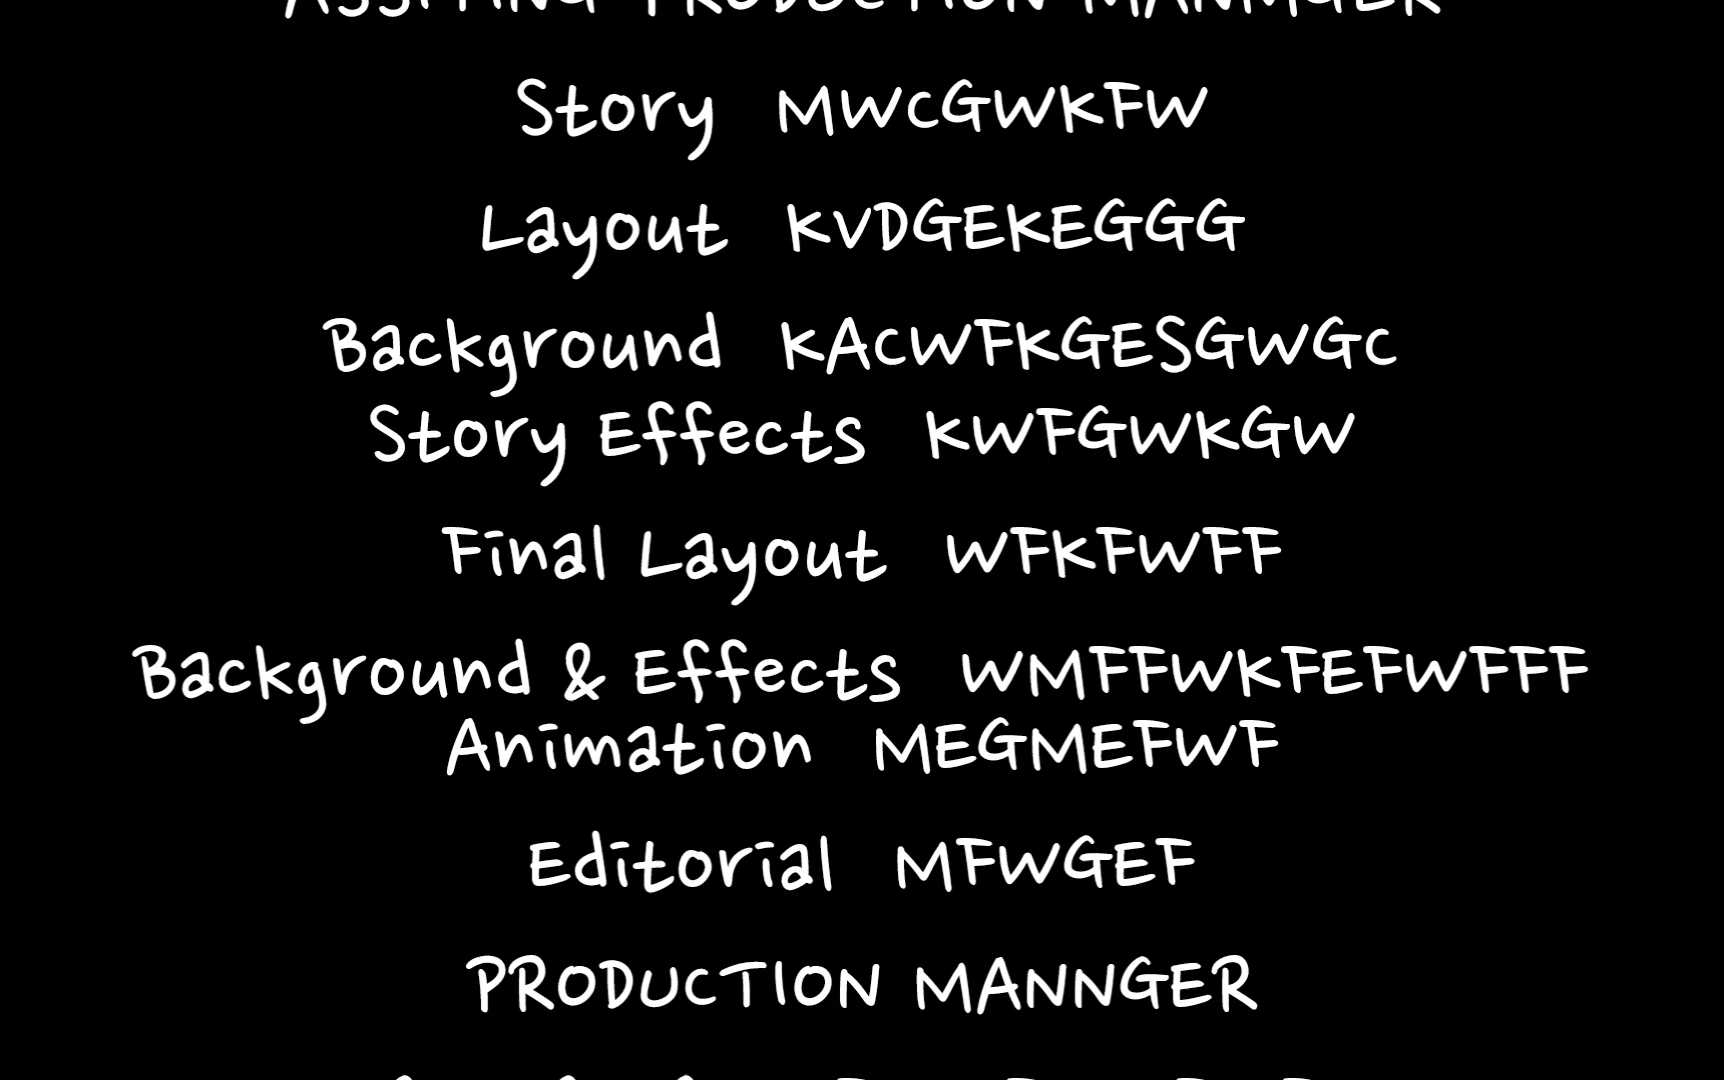 PRODUCTION
Story MWCGWKFW
Layout KVDGEKEGGG
Background KACWFKGESGWGC
Story Effects KWFGWKGW
Final Layout WFKFWFF
Background & Effects WMFFWKFEFWFFF
Animation MEGMEFWF
Editorial MFWGEF
PRODUCTION MANNGER